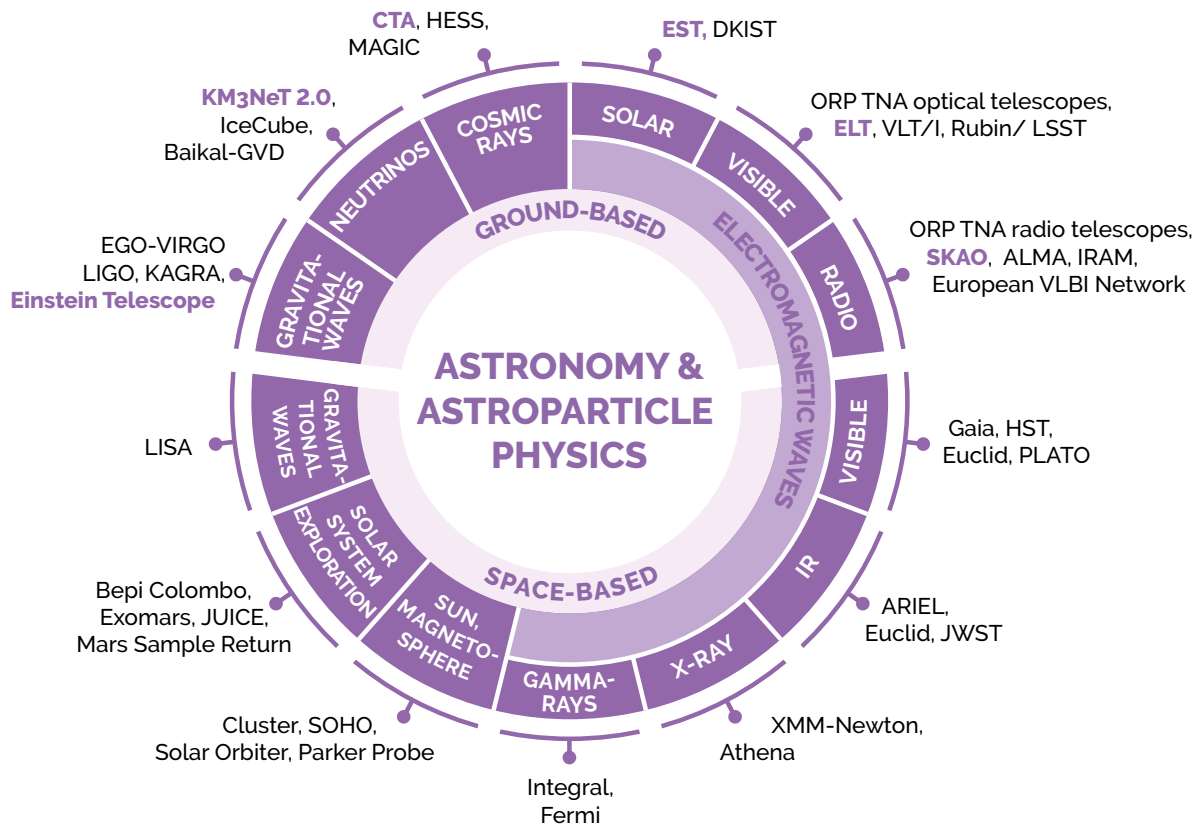 CTA, HESS,
MAGIC
EST, DKIST
KM3NeT 2.0,
IceCube,
Baikal-GVD
ORP TNA optical telescopes,
ELT, VLT/I, Rubin/ LSST
EGO-VIRGO
LIGO, KAGRA,
Einstein Telescope
ORP TNA radio telescopes,
SKAO, ALMA, IRAM,
European VLBI Network
COSMIC
RAYS
SOLAR
NEUTRINOS
VISIBLE
GRAVITA-
TIONAL
WAVES
RADIO
GROUND-BASED
ELECTROMAGNETIC WAVES
ASTRONOMY &
ASTROPARTICLE
PHYSICS
SPACE-BASED
GRAVITA-
TIONAL
WAVES
VISIBLE
SOLAR
SYSTEM
EXPLORATION
IR
SUN,
MAGNETO-
SPHERE
GAMMA-
RAYS
X-RAY
LISA
Gaia, HST,
Euclid, PLATO
Bepi Colombo,
Exomars, JUICE,
Mars Sample Return
ARIEL,
Euclid, JWST
Cluster, SOHO,
Solar Orbiter, Parker Probe
XMM-Newton,
Athena
Integral,
Fermi